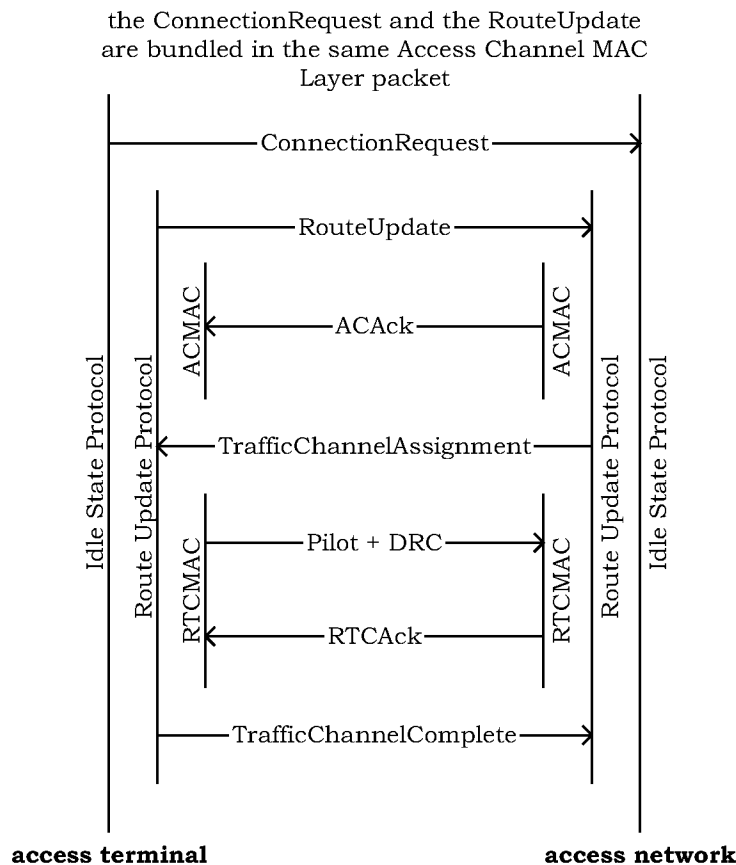 the ConnectionRequest and the RouteUpdate
are bundled in the same Access Channel MAC
Layer packet
ConnectionRequest
RouteUpdate
ACMAC
ACAck
ACMAC
Idle State Protocol
Route Update Protocol
TrafficChannelAssignment
Route Update Protocol
Idle State Protocol
RTCMAC
Pilot + DRC
RTCMAC
RTCAck
TrafficChannelComplete
access terminal
access network